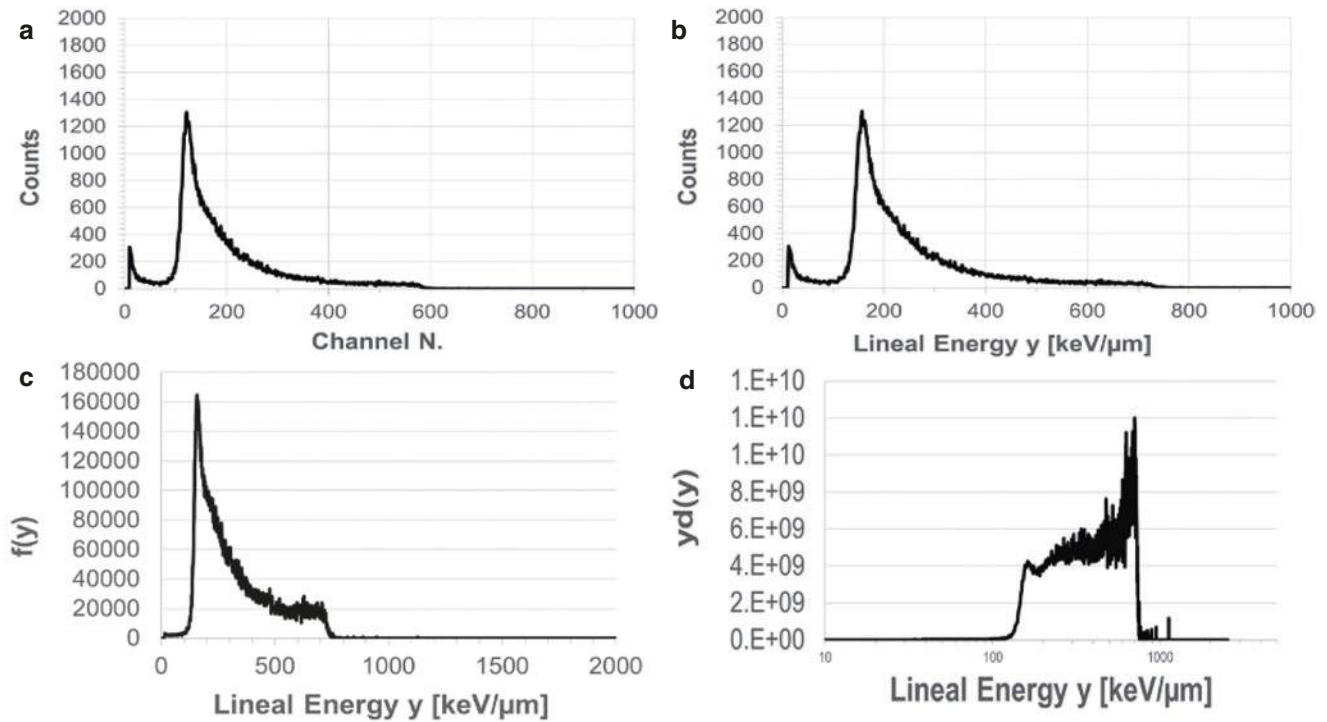 a
2000
1800
1600
1400
1200
1000
800
600
400
200
0
Counts
0 200 400 600 800 1000
Channel N.
b
2000
1800
1600
1400
1200
1000
800
600
400
200
0
Counts
0 200 400 600 800 1000
Lineal Energy y [keV/µm]
c
180000
160000
140000
120000
100000
80000
60000
40000
20000
0
f(y)
0 500 1000 1500 2000
Lineal Energy y [keV/µm]
d
1.E+10
1.E+10
1.E+10
8.E+09
6.E+09
4.E+09
2.E+09
0.E+00
yd(y)
10 100 1000
Lineal Energy y [keV/µm]